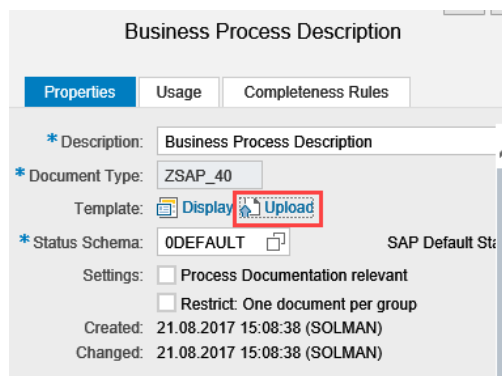 Business Process Description
Properties Usage Completeness Rules
* Description: Business Process Description
* Document Type: ZSAP_40
Template: Display Upload
* Status Schema: 0DEFAULT SAP Default Sta
Settings: Process Documentation relevant
Restrict: One document per group
Created: 21.08.2017 15:08:38 (SOLMAN)
Changed: 21.08.2017 15:08:38 (SOLMAN)